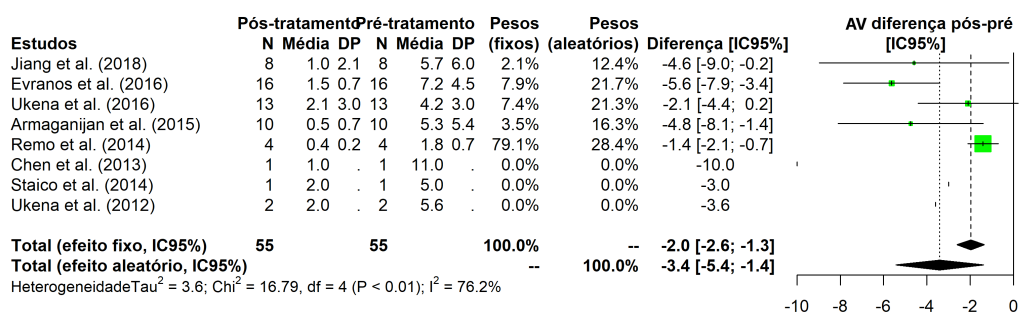 Pós-tratamento Pré-tratamento Pesos Pesos AV diferença pós-pré
Estudos N Média DP N Média DP (fixos) (aleatórios) Diferença [IC95%] [IC95%]
Jiang et al. (2018) 8 1.0 2.1 8 5.7 6.0 2.1% 12.4% -4.6 [-9.0; -0.2]
Evranos et al. (2016) 16 1.5 0.7 16 7.2 4.5 7.9% 21.7% -5.6 [-7.9; -3.4]
Ukena et al. (2016) 13 2.1 3.0 13 4.2 3.0 7.4% 21.3% -2.1 [-4.4; 0.2]
Armaganijan et al. (2015) 10 0.5 0.7 10 5.3 5.4 3.5% 16.3% -4.8 [-8.1; -1.4]
Remo et al. (2014) 4 0.4 0.2 4 1.8 0.7 79.1% 28.4% -1.4 [-2.1; -0.7]
Chen et al. (2013) 1 1.0 . 1 11.0 . 0.0% 0.0% -10.0
Staico et al. (2014) 1 2.0 . 1 5.0 . 0.0% 0.0% -3.0
Ukena et al. (2012) 2 2.0 . 2 5.6 . 0.0% 0.0% -3.6
Total (efeito fixo, IC95%) 55 55 100.0% -- -2.0 [-2.6; -1.3]
Total (efeito aleatório, IC95%) -- 100.0% -3.4 [-5.4; -1.4]
HeterogeneidadeTau² = 3.6; Chi² = 16.79, df = 4 (P < 0.01); I² = 76.2%
-10 -8 -6 -4 -2 0